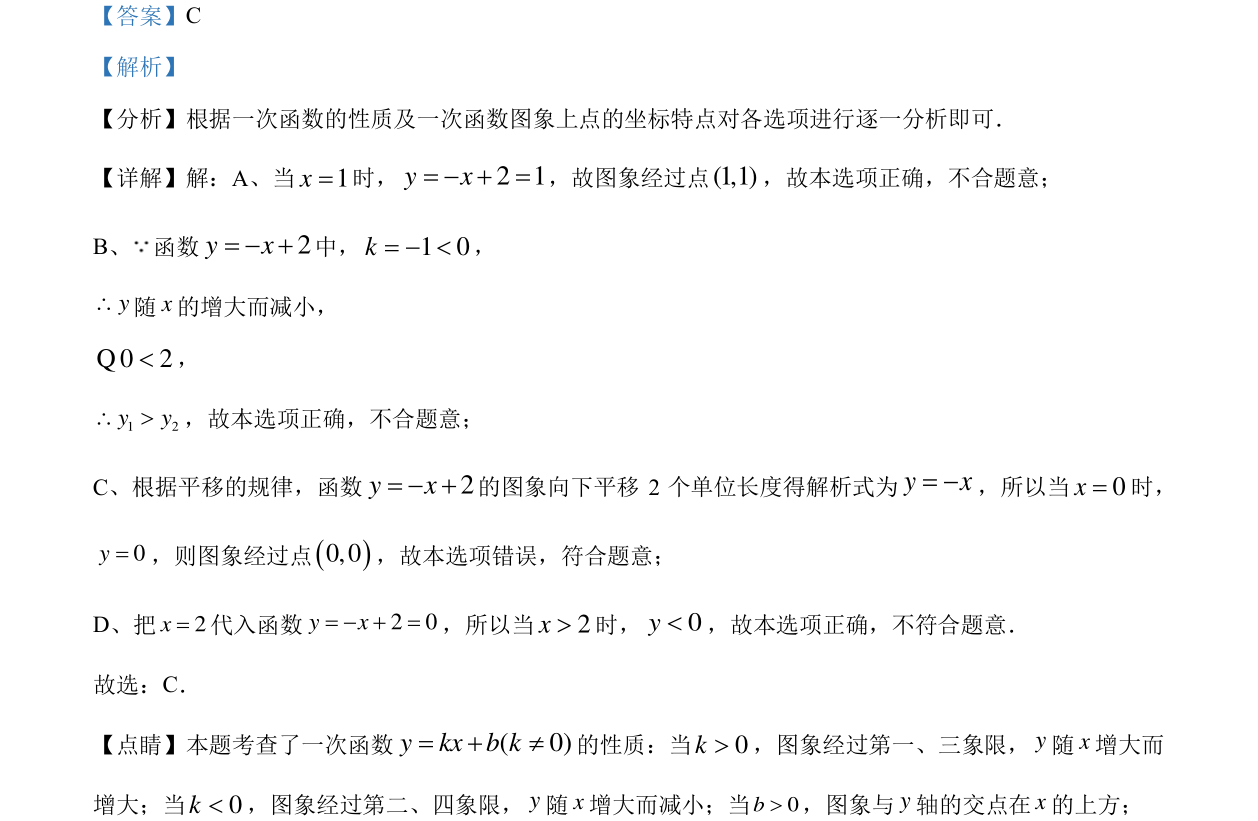 【答案】C
【解析】
【分析】根据一次函数的性质及一次函数图象上点的坐标特点对各选项进行逐一分析即可．
【详解】解：A、当 x=1时， y=−x+2=1，故图象经过点(1,1)，故本选项正确，不合题意；
B、∵函数 y=−x+2中， k=−1<0，
∴y随x的增大而减小，
Q0<2，
∴y₁>y₂，故本选项正确，不合题意；
C、根据平移的规律，函数 y=−x+2的图象向下平移 2 个单位长度得解析式为y=−x，所以当x=0时，
y=0，则图象经过点(0,0)，故本选项错误，符合题意；
D、把x=2代入函数y=−x+2=0，所以当x>2时， y<0，故本选项正确，不符合题意．
故选：C．
【点睛】本题考查了一次函数 y=kx+b(k≠0)的性质：当k>0，图象经过第一、三象限， y随x增大而
增大；当k<0，图象经过第二、四象限， y随x增大而减小；当b>0，图象与y轴的交点在x的上方；